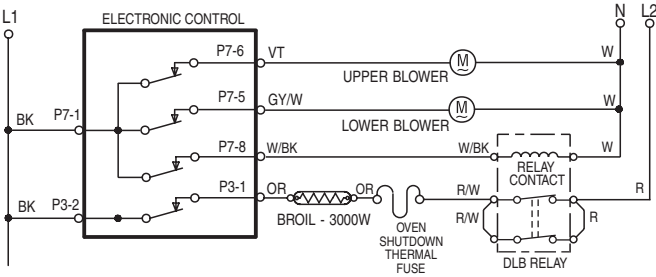 L1
ELECTRONIC CONTROL
N
L2
P7-6
VT
W
M
UPPER BLOWER
P7-5
GY/W
W
P7-1
BK
M
LOWER BLOWER
P7-8
W/BK
W/BK
W
RELAY
CONTACT
P3-1
OR
OR
R/W
R
BK
P3-2
BROIL - 3000W
R/W
R
OVEN
SHUTDOWN
THERMAL
FUSE
DLB RELAY